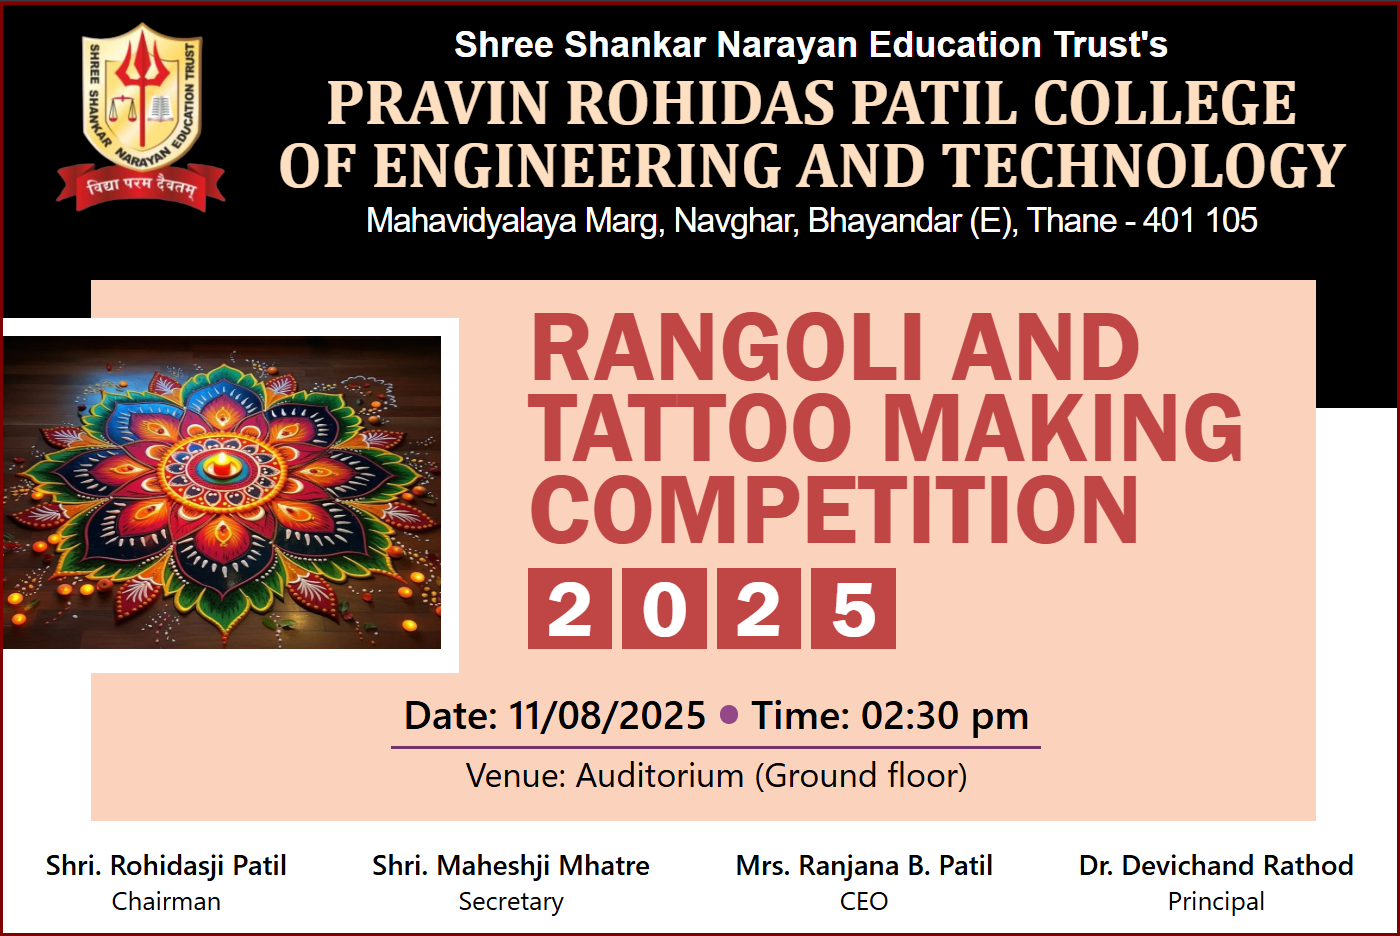 SHREE SHANKAR NARAYAN EDUCATION TRUST
विद्या परम दैवतम्
Shree Shankar Narayan Education Trust's
PRAVIN ROHIDAS PATIL COLLEGE
OF ENGINEERING AND TECHNOLOGY
Mahavidyalaya Marg, Navghar, Bhayandar (E), Thane - 401 105
RANGOLI AND
TATTOO MAKING
COMPETITION
2025
Date: 11/08/2025 • Time: 02:30 pm
Venue: Auditorium (Ground floor)
Shri. Rohidasji Patil Shri. Maheshji Mhatre Mrs. Ranjana B. Patil Dr. Devichand Rathod
Chairman Secretary CEO Principal